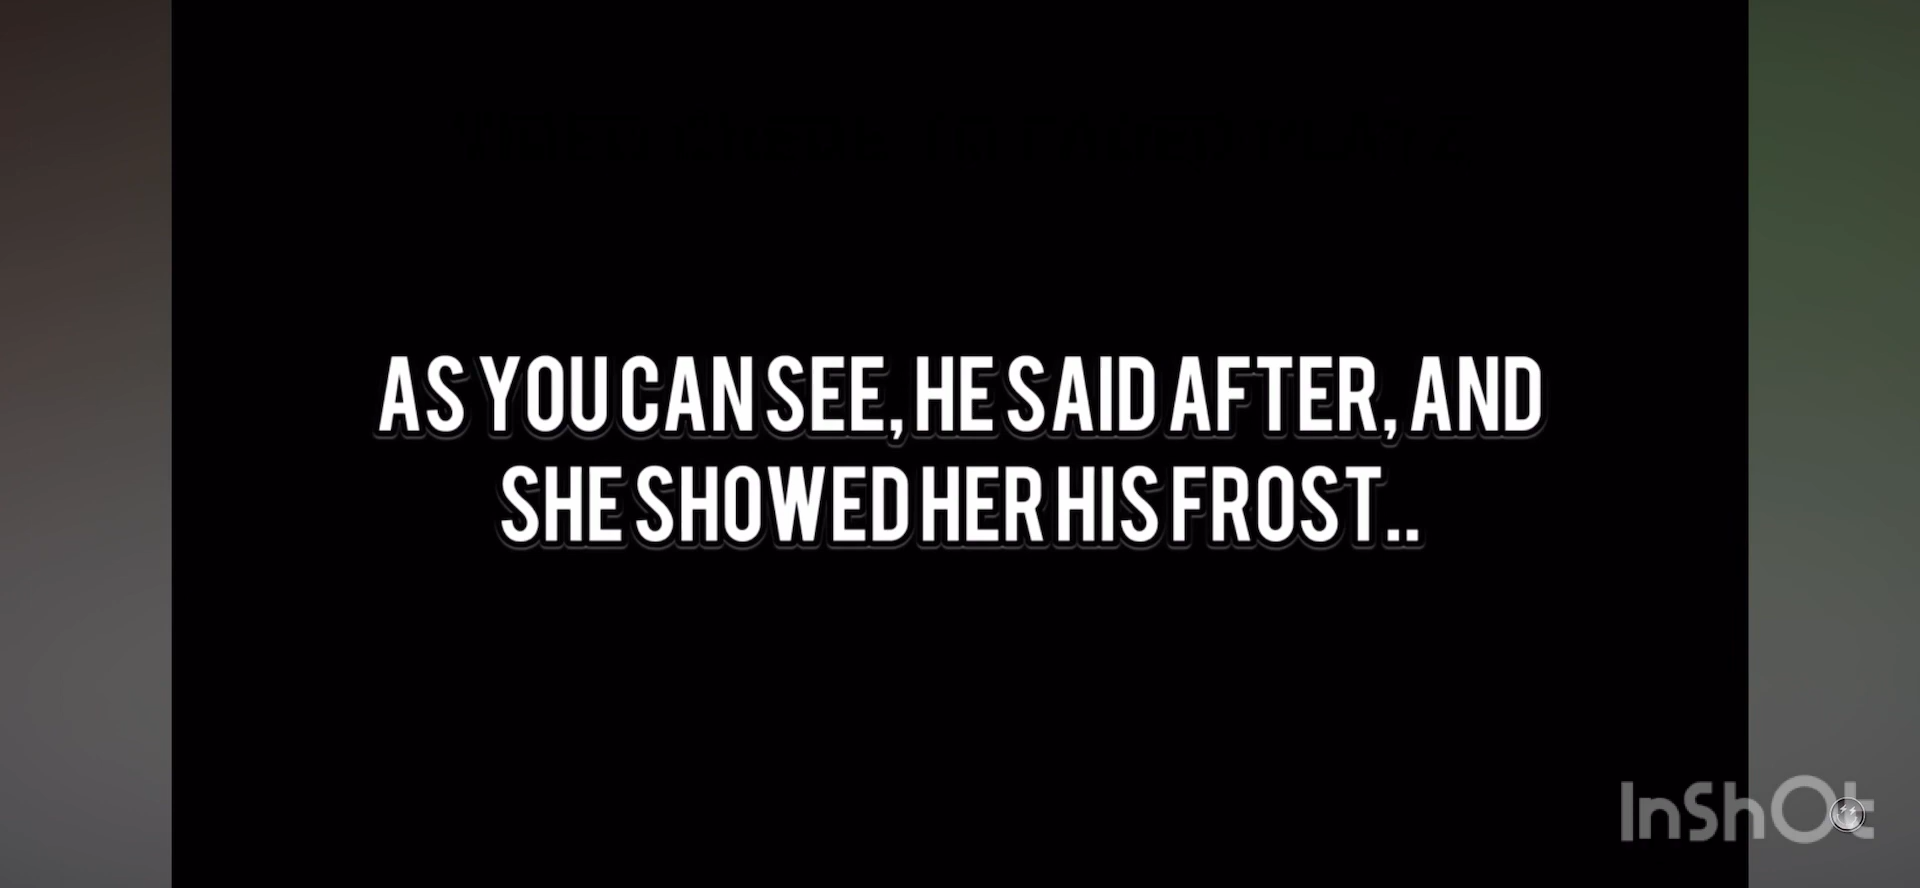 AS YOU CAN SEE, HE SAID AFTER, AND
SHE SHOWED HER HIS FROST..
InShOt